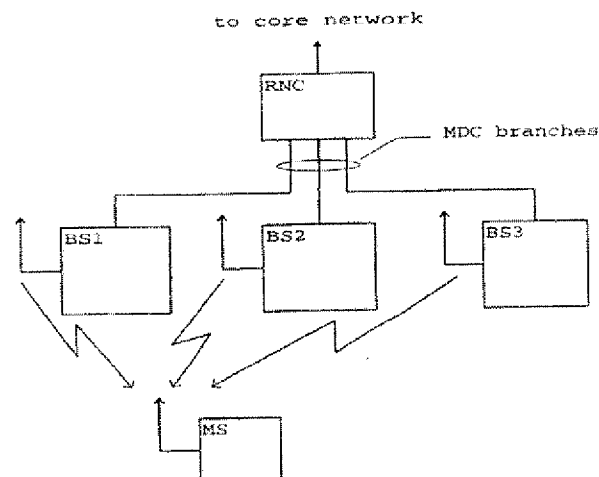 to core network
RNC
MDC branches
BS1
BS2
BS3
MS